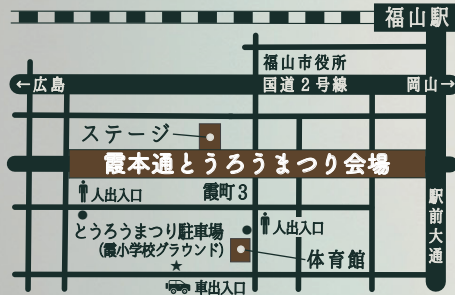 福山駅
福山市役所
←広島
国道2号線
岡山→
ステージ
霞本通とうろうまつり会場
人出入口
霞町3
駅前大通
とうろうまつり駐車場
(霞小学校グラウンド)
人出入口
体育館
★
車出入口